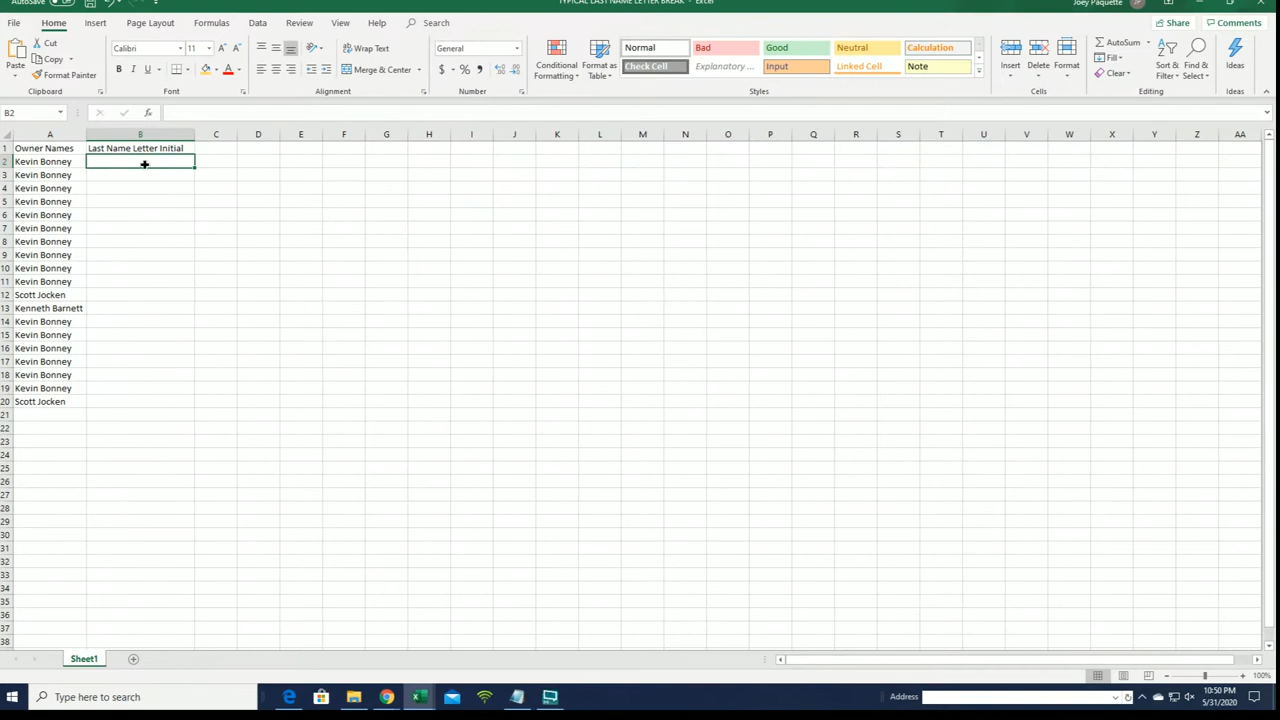 AutoSave Off TYPICAL LAST NAME LETTER BREAK - Excel Joey Paquette JP
File Home Insert Page Layout Formulas Data Review View Help Search Share Comments
Paste Cut Copy Format Painter
Calibri 11 A A
B I U A
Wrap Text
Merge & Center
General
$ % ,
Conditional Formatting Format as Table
Normal Bad Good Neutral Calculation
Check Cell Explanatory ... Input Linked Cell Note
Insert Delete Format
AutoSum Fill Clear
Sort & Filter Find & Select Ideas
Clipboard Font Alignment Number Styles Cells Editing Ideas
B2 fx
A B C D E F G H I J K L M N O P Q R S T U V W X Y Z AA
1 Owner Names Last Name Letter Initial
2 Kevin Bonney
3 Kevin Bonney
4 Kevin Bonney
5 Kevin Bonney
6 Kevin Bonney
7 Kevin Bonney
8 Kevin Bonney
9 Kevin Bonney
10 Kevin Bonney
11 Kevin Bonney
12 Scott Jocken
13 Kenneth Barnett
14 Kevin Bonney
15 Kevin Bonney
16 Kevin Bonney
17 Kevin Bonney
18 Kevin Bonney
19 Kevin Bonney
20 Scott Jocken
21
22
23
24
25
26
27
28
29
30
31
32
33
34
35
36
37
38
Sheet1
100%
Type here to search Address 10:50 PM
5/31/2020